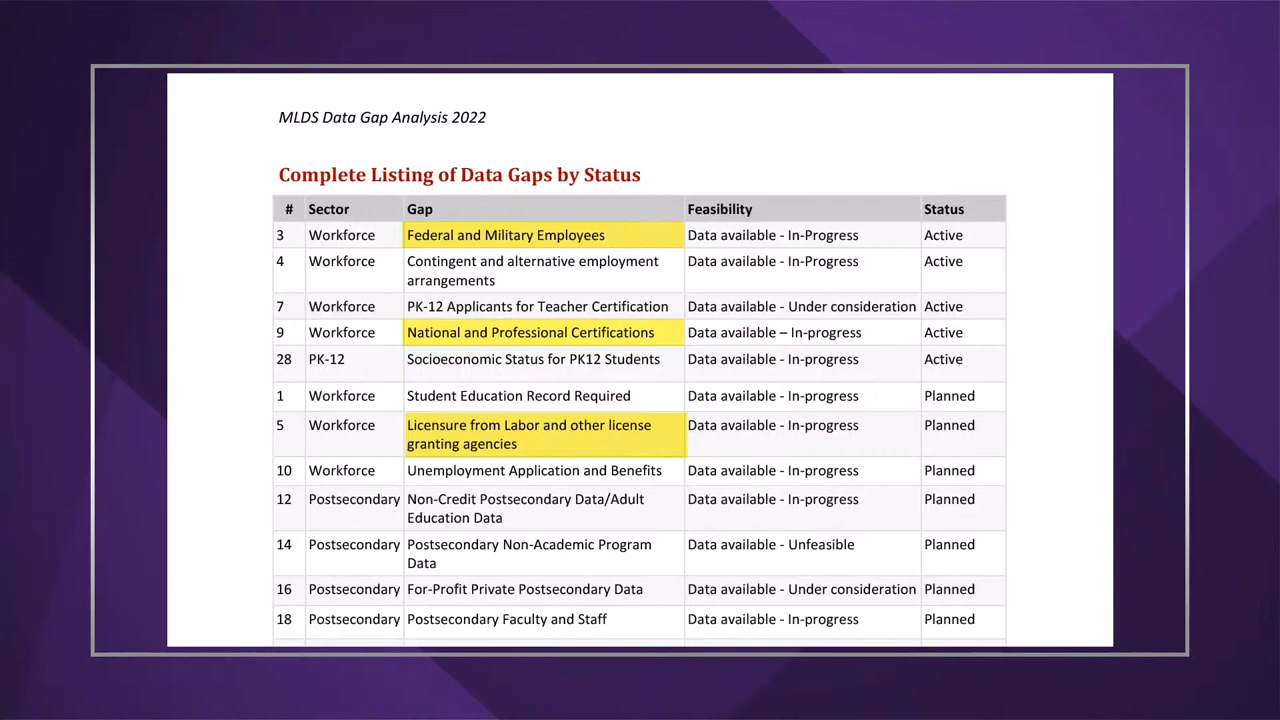 MLDS Data Gap Analysis 2022
Complete Listing of Data Gaps by Status
# Sector Gap Feasibility Status
3 Workforce Federal and Military Employees Data available - In-Progress Active
4 Workforce Contingent and alternative employment Data available - In-Progress Active
arrangements
7 Workforce PK-12 Applicants for Teacher Certification Data available - Under consideration Active
9 Workforce National and Professional Certifications Data available – In-progress Active
28 PK-12 Socioeconomic Status for PK12 Students Data available - In-progress Active
1 Workforce Student Education Record Required Data available - In-progress Planned
5 Workforce Licensure from Labor and other license Data available - In-progress Planned
granting agencies
10 Workforce Unemployment Application and Benefits Data available - In-progress Planned
12 Postsecondary Non-Credit Postsecondary Data/Adult Data available - In-progress Planned
Education Data
14 Postsecondary Postsecondary Non-Academic Program Data available - Unfeasible Planned
Data
16 Postsecondary For-Profit Private Postsecondary Data Data available - Under consideration Planned
18 Postsecondary Postsecondary Faculty and Staff Data available - In-progress Planned